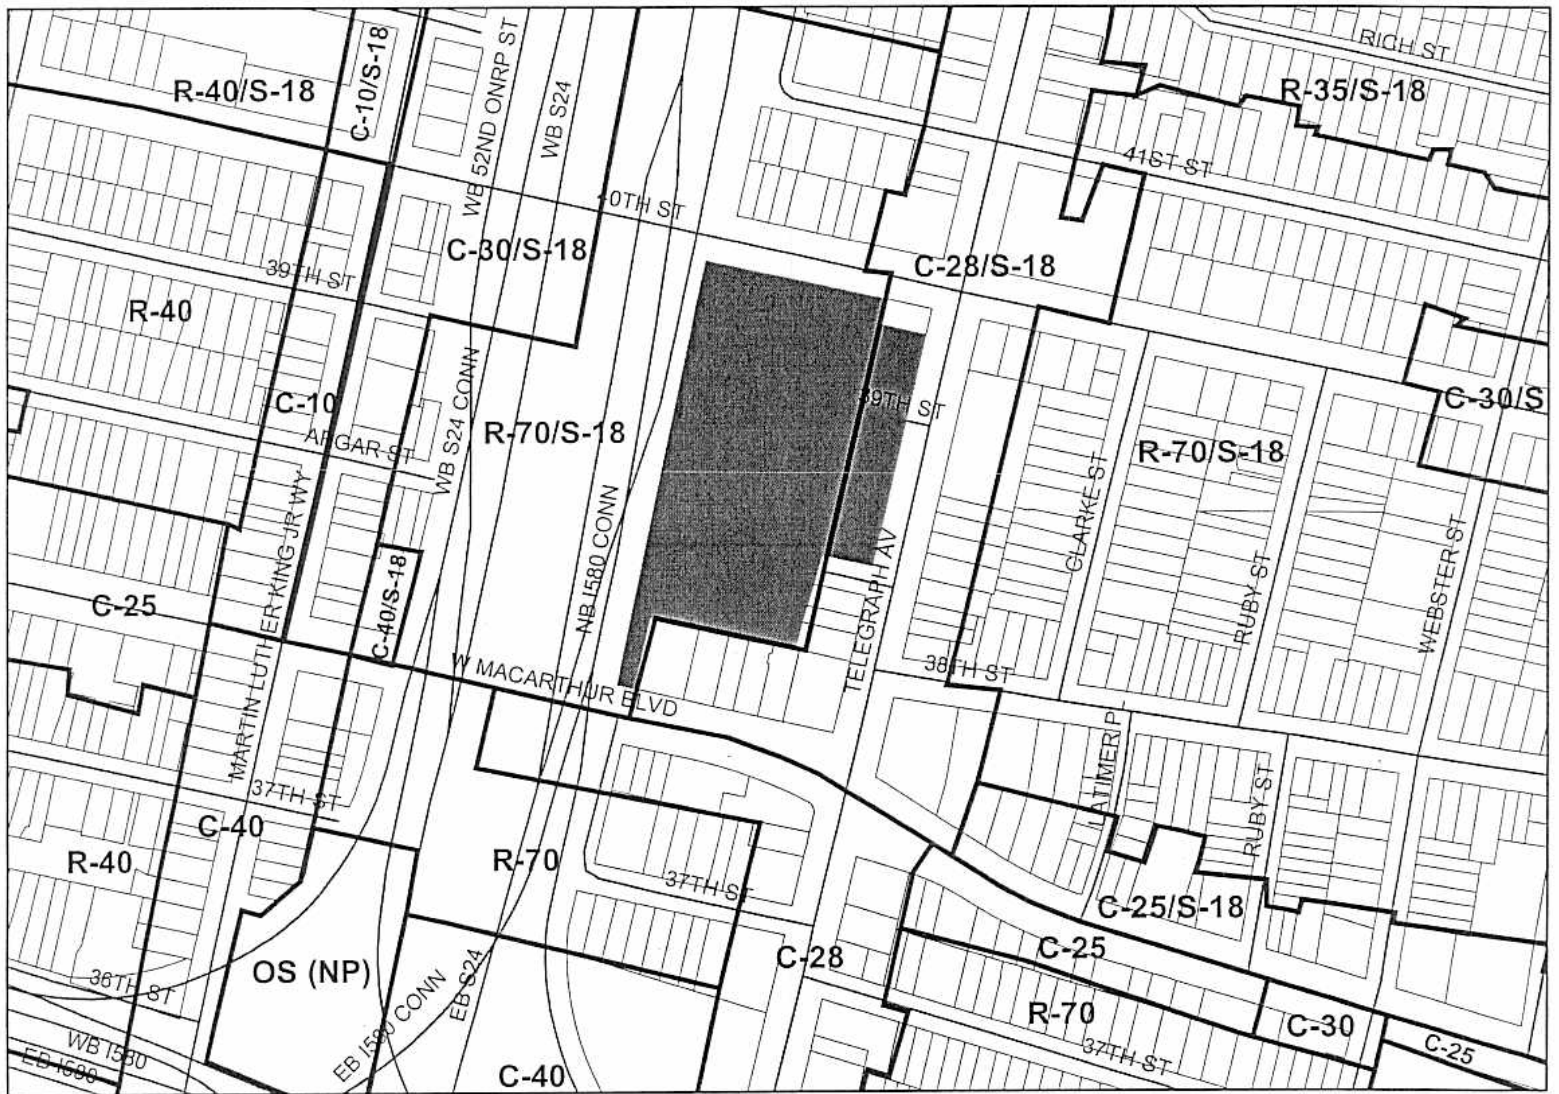 RICH ST
R-40/S-18
C-10/S-18
WB 52ND ONRP ST
WB S24
R-35/S-18
41ST ST
40TH ST
C-30/S-18
C-28/S-18
39TH ST
R-40
C-10
39TH ST
C-30/S
R-70/S-18
R-70/S-18
WB S24 CONN
CLARKE ST
NB I580 CONN
MARTIN LUTHER KING JR WY
C-40/S-18
C-25
TELEGRAPH AV
RUBY ST
WEBSTER ST
W MACARTHUR BLVD
38TH ST
LATIMER P
RUBY ST
37TH ST
C-40
R-40
R-70
37TH ST
C-25/S-18
C-25
C-28
OS (NP)
36TH ST
EB I580 CONN
EB S24
R-70
C-30
C-25
37TH ST
WB I580
EB I580
C-40